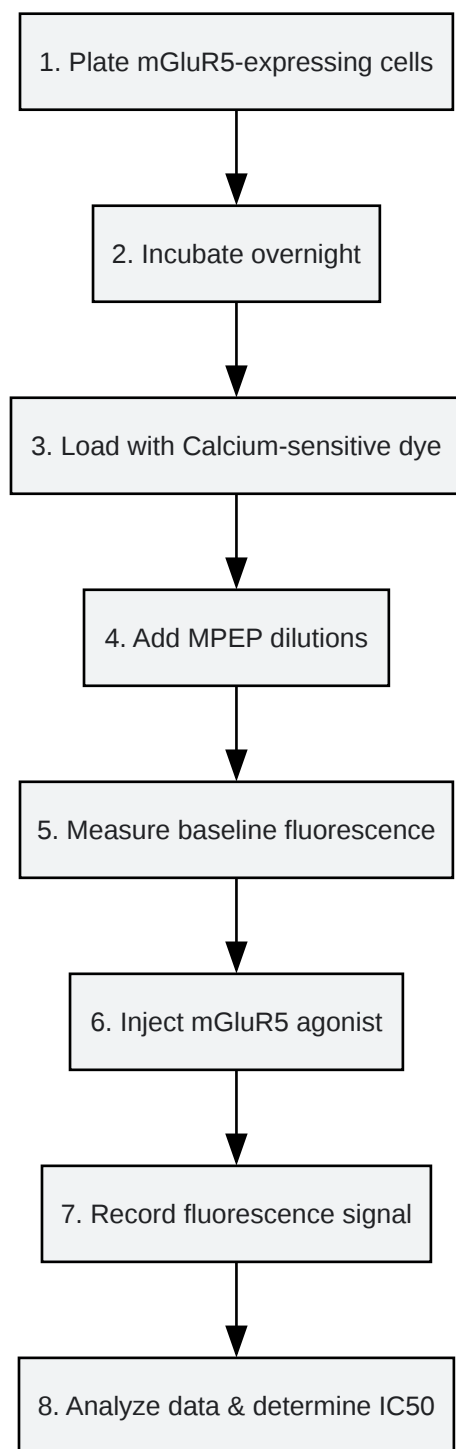 1. Plate mGluR5-expressing cells
2. Incubate overnight
3. Load with Calcium-sensitive dye
4. Add MPEP dilutions
5. Measure baseline fluorescence
6. Inject mGluR5 agonist
7. Record fluorescence signal
8. Analyze data & determine IC50